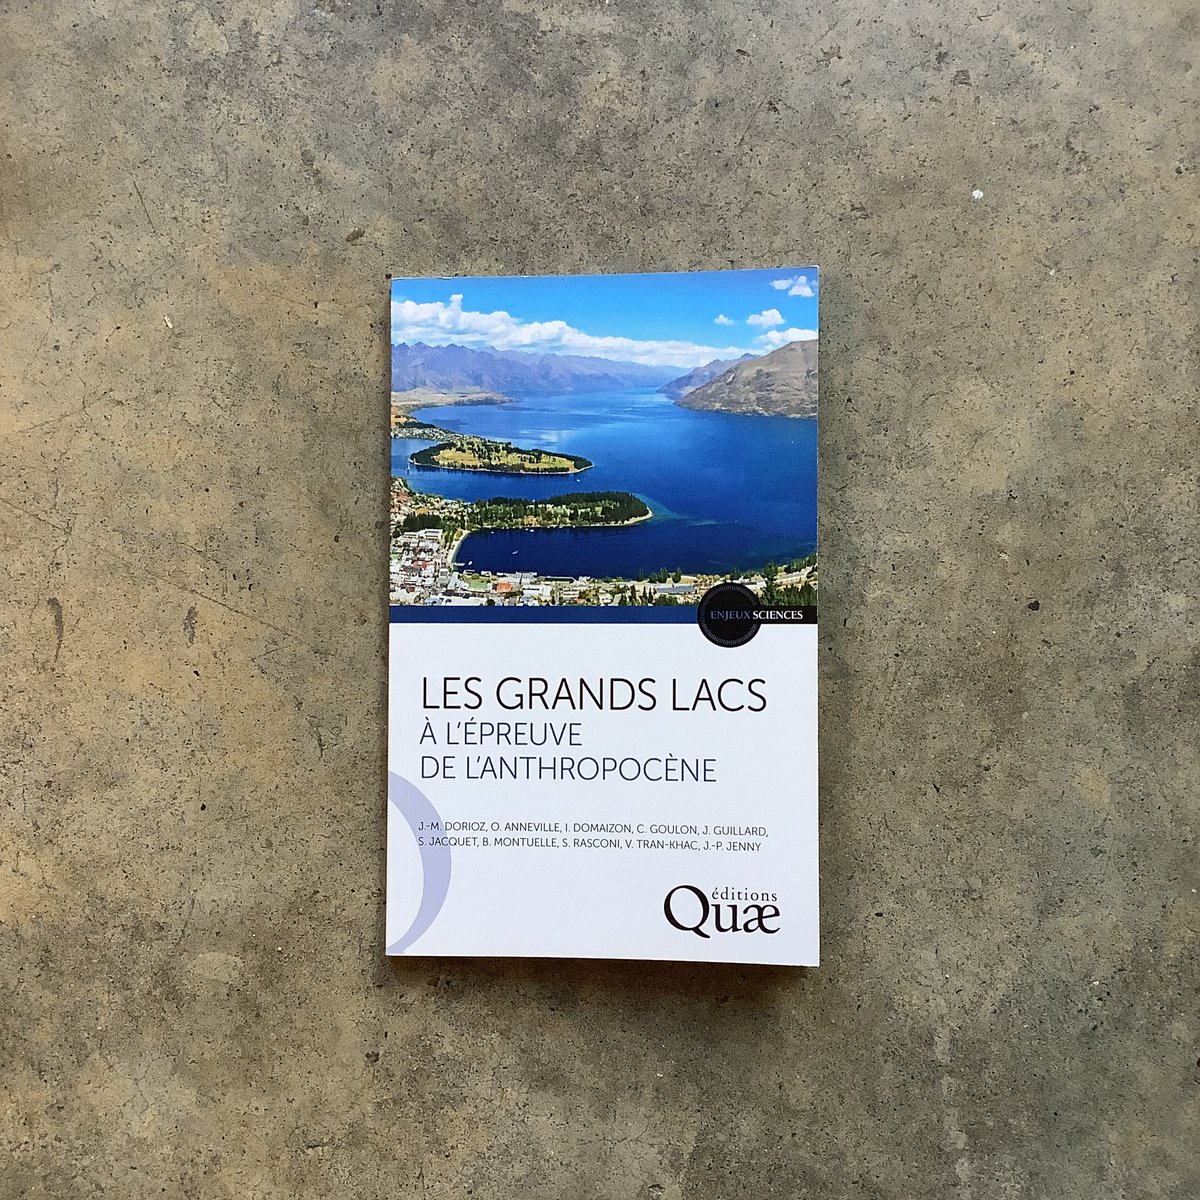 ENJEUX SCIENCES
LES GRANDS LACS
À L'ÉPREUVE
DE L'ANTHROPOCÈNE
J.-M. DORIOZ, O. ANNEVILLE, I. DOMAIZON, C. GOULON, J. GUILLARD,
S. JACQUET, B. MONTUELLE, S. RASCONI, V. TRAN-KHAC, J.-P. JENNY
éditions
Quæ